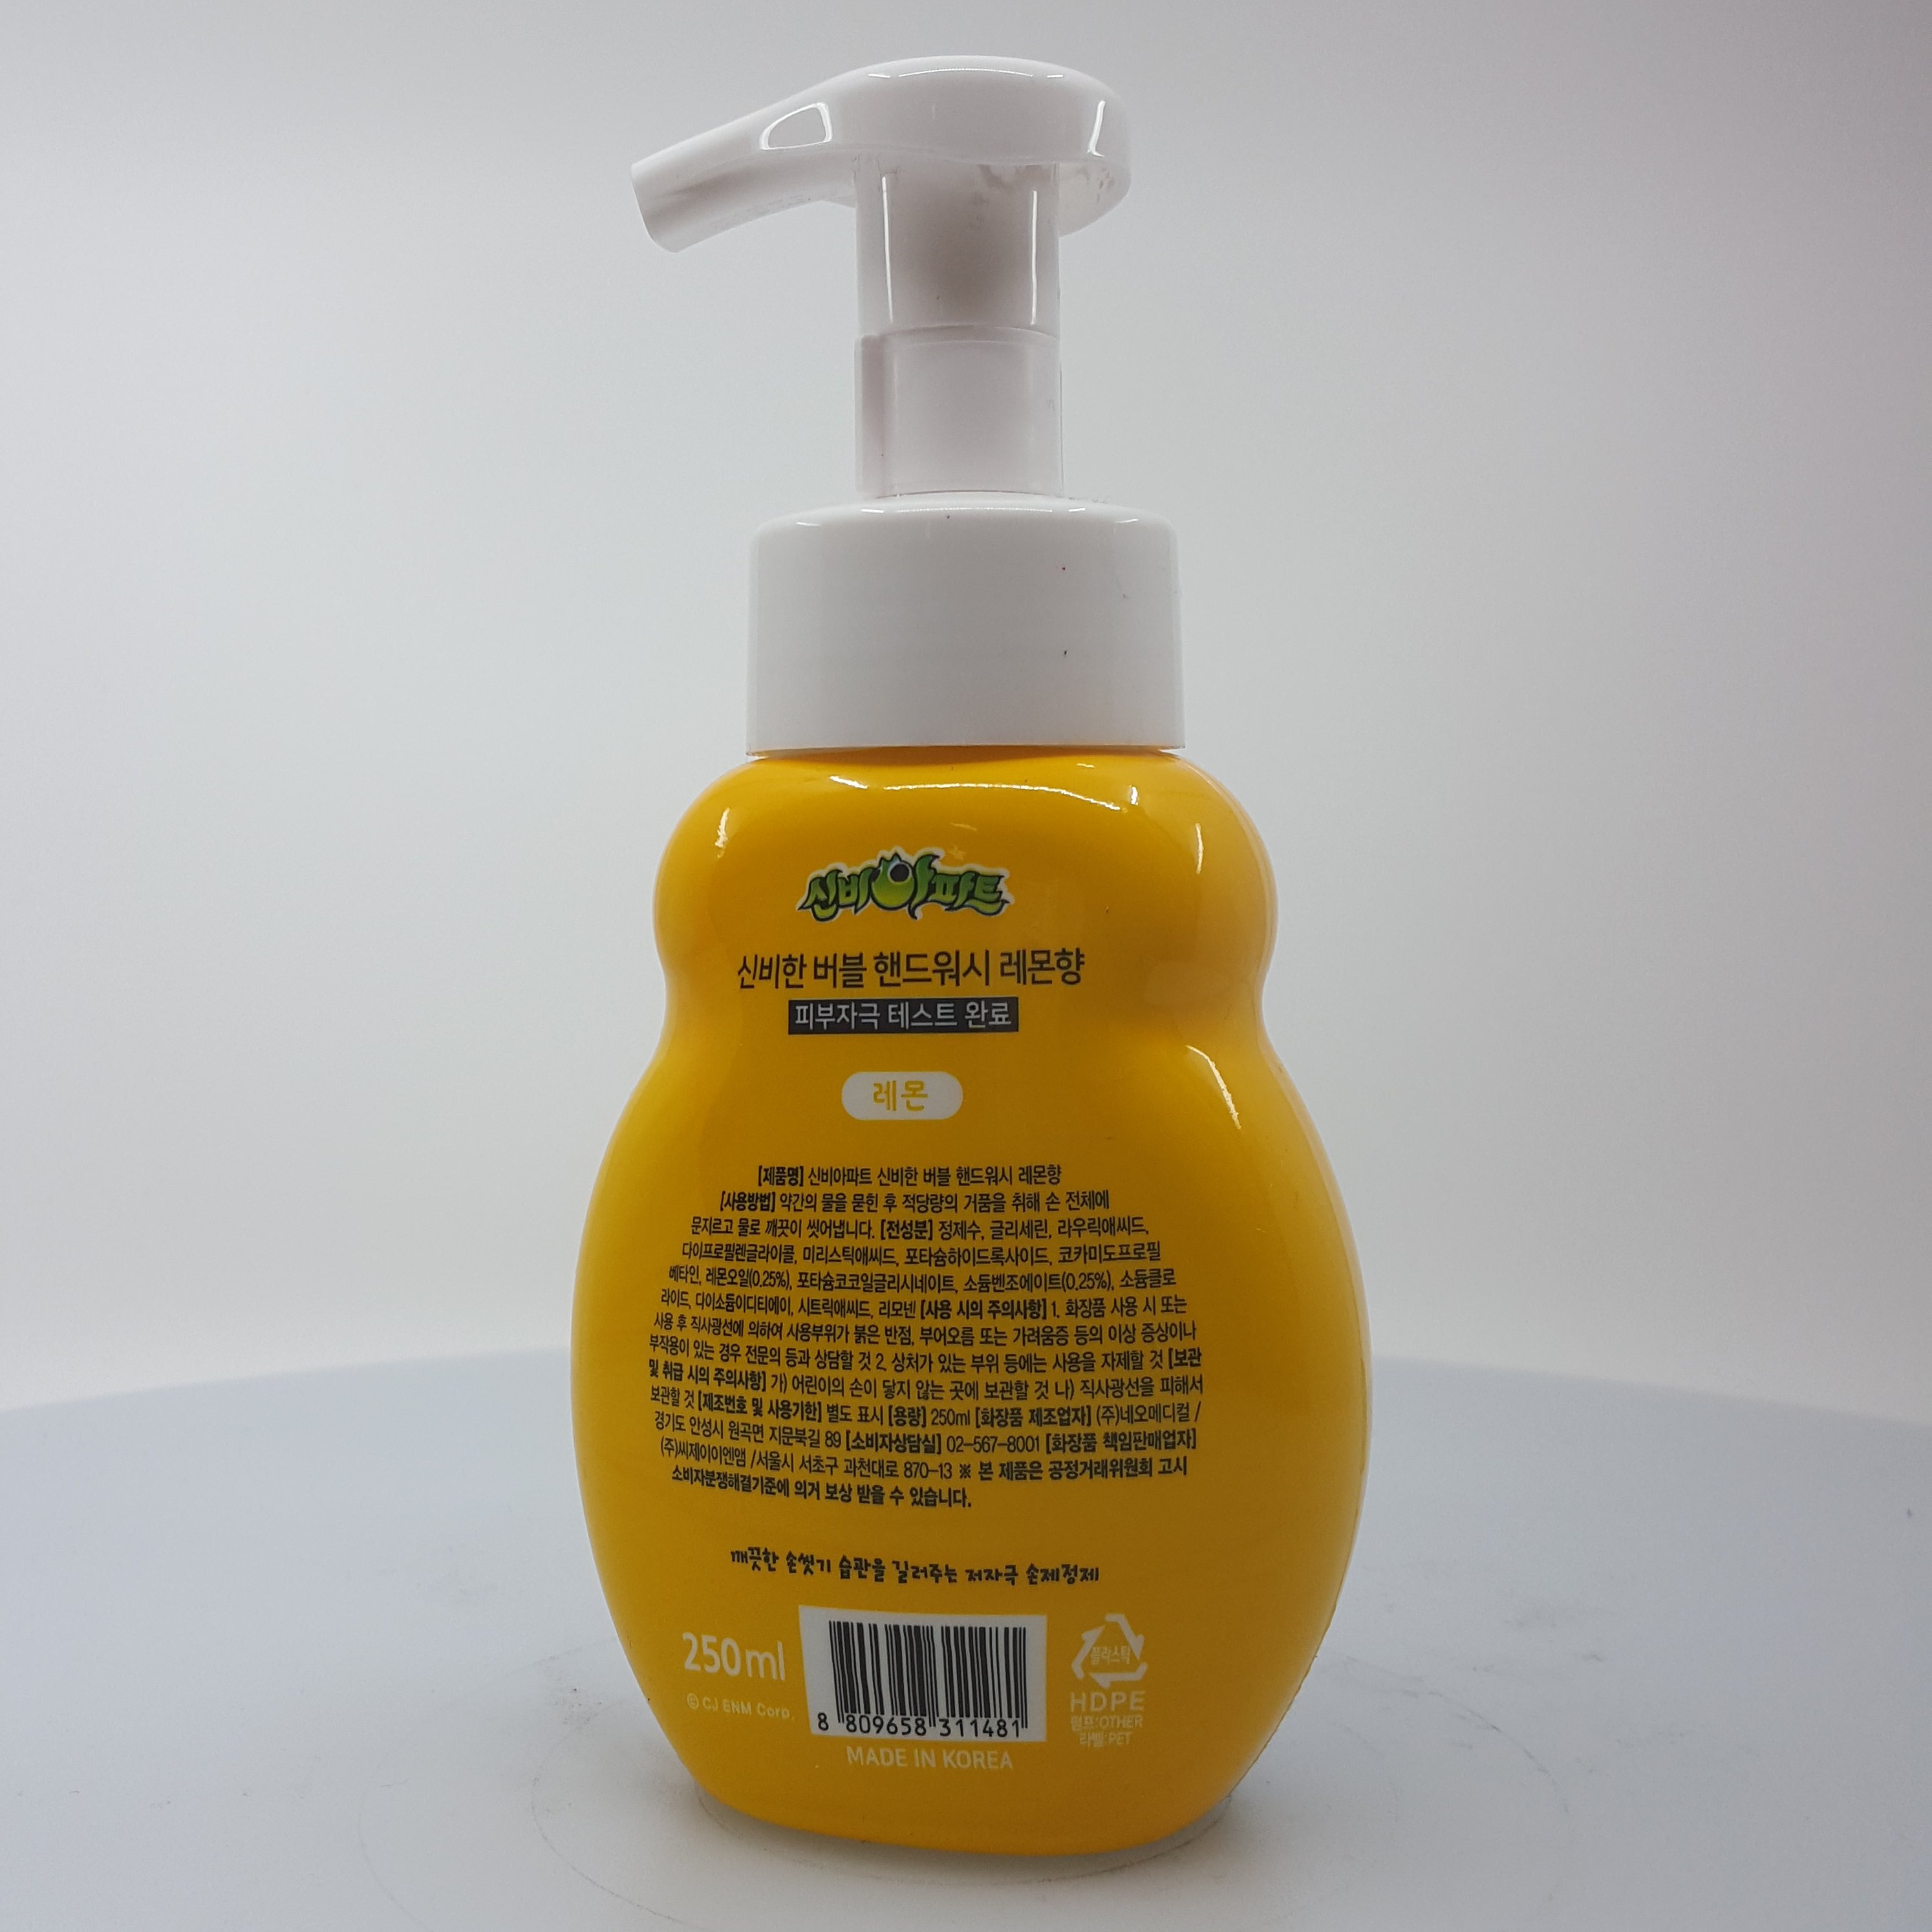 신비아파트
신비한 버블 핸드워시 레몬향
피부자극 테스트 완료
레몬
[제품명] 신비아파트 신비한 버블 핸드워시 레몬향
[사용방법] 약간의 물을 묻힌 후 적당량의 거품을 취해 손 전체에
문지르고 물로 깨끗이 씻어냅니다. [전성분] 정제수, 글리세린, 라우릭애씨드,
다이프로필렌글라이콜, 미리스틱애씨드, 포타슘하이드록사이드, 코카미도프로필
베타인, 레몬오일(0.25%), 포타슘코코일글리시네이트, 소듐벤조에이트(0.25%), 소듐클로
라이드, 다이소듐이디티에이, 시트릭애씨드, 리모넨 [사용 시의 주의사항] 1. 화장품 사용 시 또는
사용 후 직사광선에 의하여 사용부위가 붉은 반점, 부어오름 또는 가려움증 등의 이상 증상이나
부작용이 있는 경우 전문의 등과 상담할 것 2. 상처가 있는 부위 등에는 사용을 자제할 것 [보관
및 취급 시의 주의사항] 가) 어린이의 손이 닿지 않는 곳에 보관할 것 나) 직사광선을 피해서
보관할 것 [제조번호 및 사용기한] 별도 표시 [용량] 250ml [화장품 제조업자] (주)네오메디컬 /
경기도 안성시 원곡면 지문북길 89 [소비자상담실] 02-567-8001 [화장품 책임판매업자]
(주)씨제이이엔앰 /서울시 서초구 과천대로 870-13 ※ 본 제품은 공정거래위원회 고시
소비자분쟁해결기준에 의거 보상 받을 수 있습니다.
깨끗한 손씻기 습관을 길러주는 저자극 손제정제
250ml
© CJ ENM Corp.
8 809658 311481
MADE IN KOREA
플라스틱
HDPE
펌프:OTHER
라벨:PET